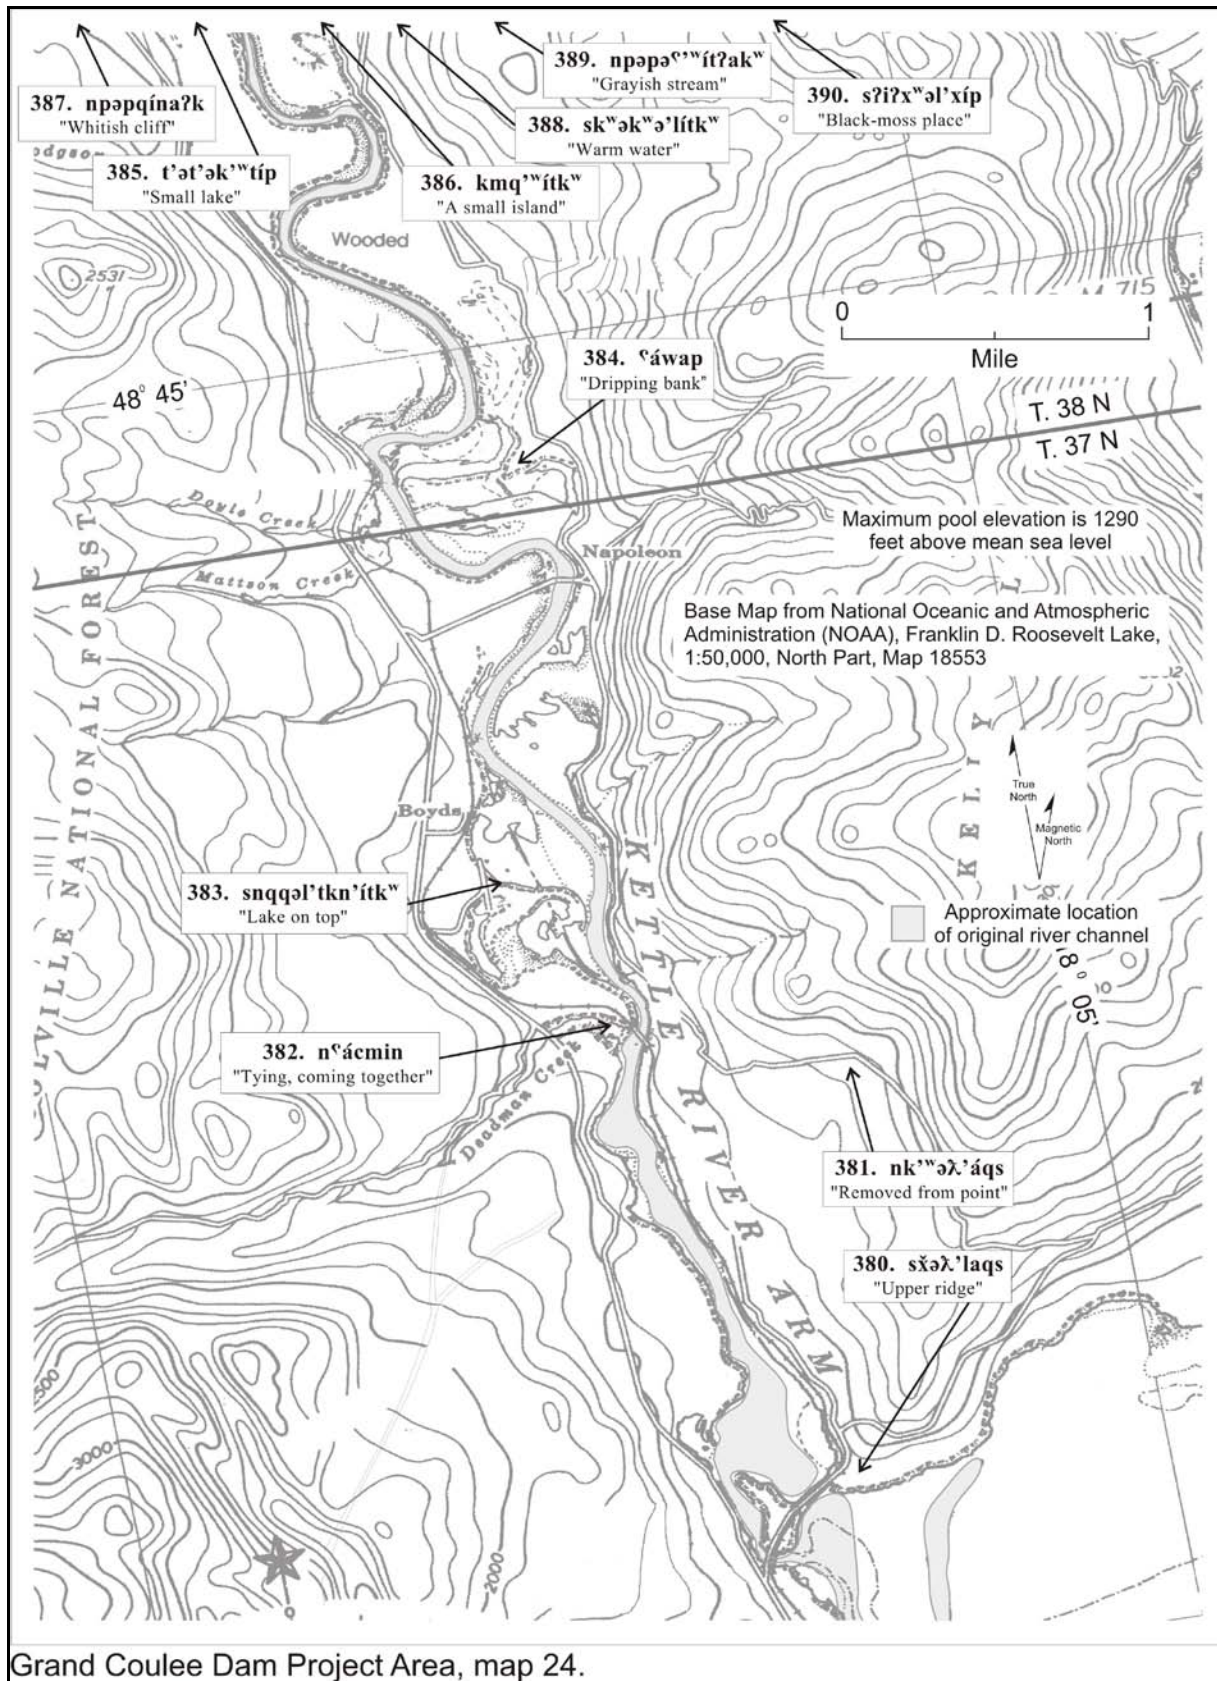 387. npəpqínaʔk
"Whitish cliff"
385. t’ət’ək’ʷtíp
"Small lake"
386. kmq’ʷítkʷ
"A small island"
388. skʷəkʷə’lítkʷ
"Warm water"
389. npəpəʕ’ʷítʔakʷ
"Grayish stream"
390. sʔiʔxʷəl’xíp
"Black-moss place"
Wooded
2531
M 715
0 1
Mile
384. ʕáwap
"Dripping bank"
48° 45’
T. 38 N
T. 37 N
Doyle Creek
Mattson Creek
Napoleon
Maximum pool elevation is 1290
feet above mean sea level
Base Map from National Oceanic and Atmospheric
Administration (NOAA), Franklin D. Roosevelt Lake,
1:50,000, North Part, Map 18553
NATIONAL FOREST
Boyds
KETTLE RIVER ARM
True
North
Magnetic
North
383. snqqəl’tkn’ítkʷ
"Lake on top"
Approximate location
of original river channel
05’
382. nʕácmin
"Tying, coming together"
Deadman Creek
381. nk’ʷəƛ’áqs
"Removed from point"
380. sx̌əƛ’laqs
"Upper ridge"
3000
2000
Grand Coulee Dam Project Area, map 24.